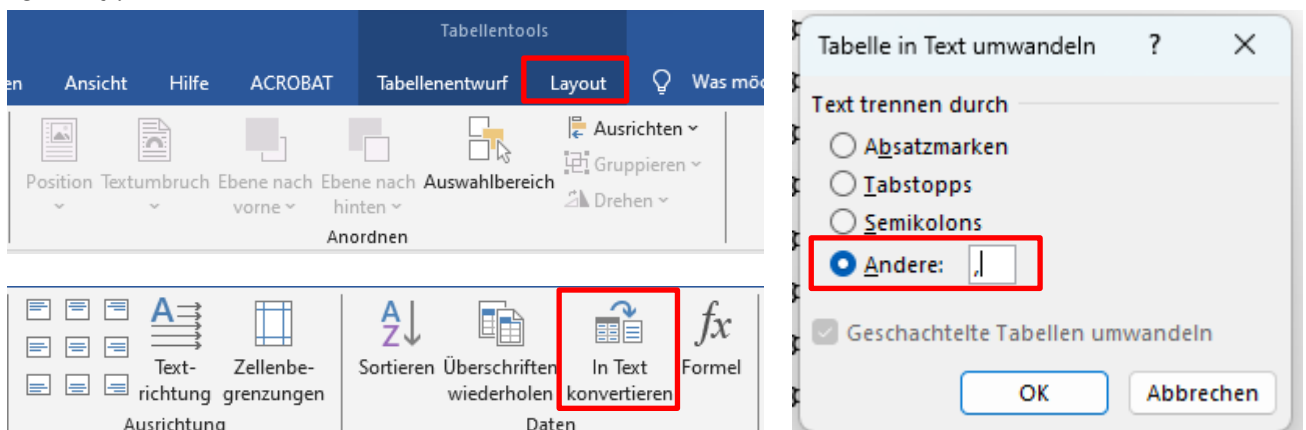 Tabellentools
en Ansicht Hilfe ACROBAT Tabellenentwurf Layout Was möc
Position Textumbruch Ebene nach vorne Ebene nach hinten Auswahlbereich
Ausrichten
Gruppieren
Drehen
Anordnen
Text-
richtung
Zellenbe-
grenzungen
Ausrichtung
Sortieren
Überschriften
wiederholen
In Text
konvertieren
fx
Formel
Daten
Tabelle in Text umwandeln ? ×
Text trennen durch
Absatzmarken
Tabstopps
Semikolons
Andere: ,
Geschachtelte Tabellen umwandeln
OK Abbrechen